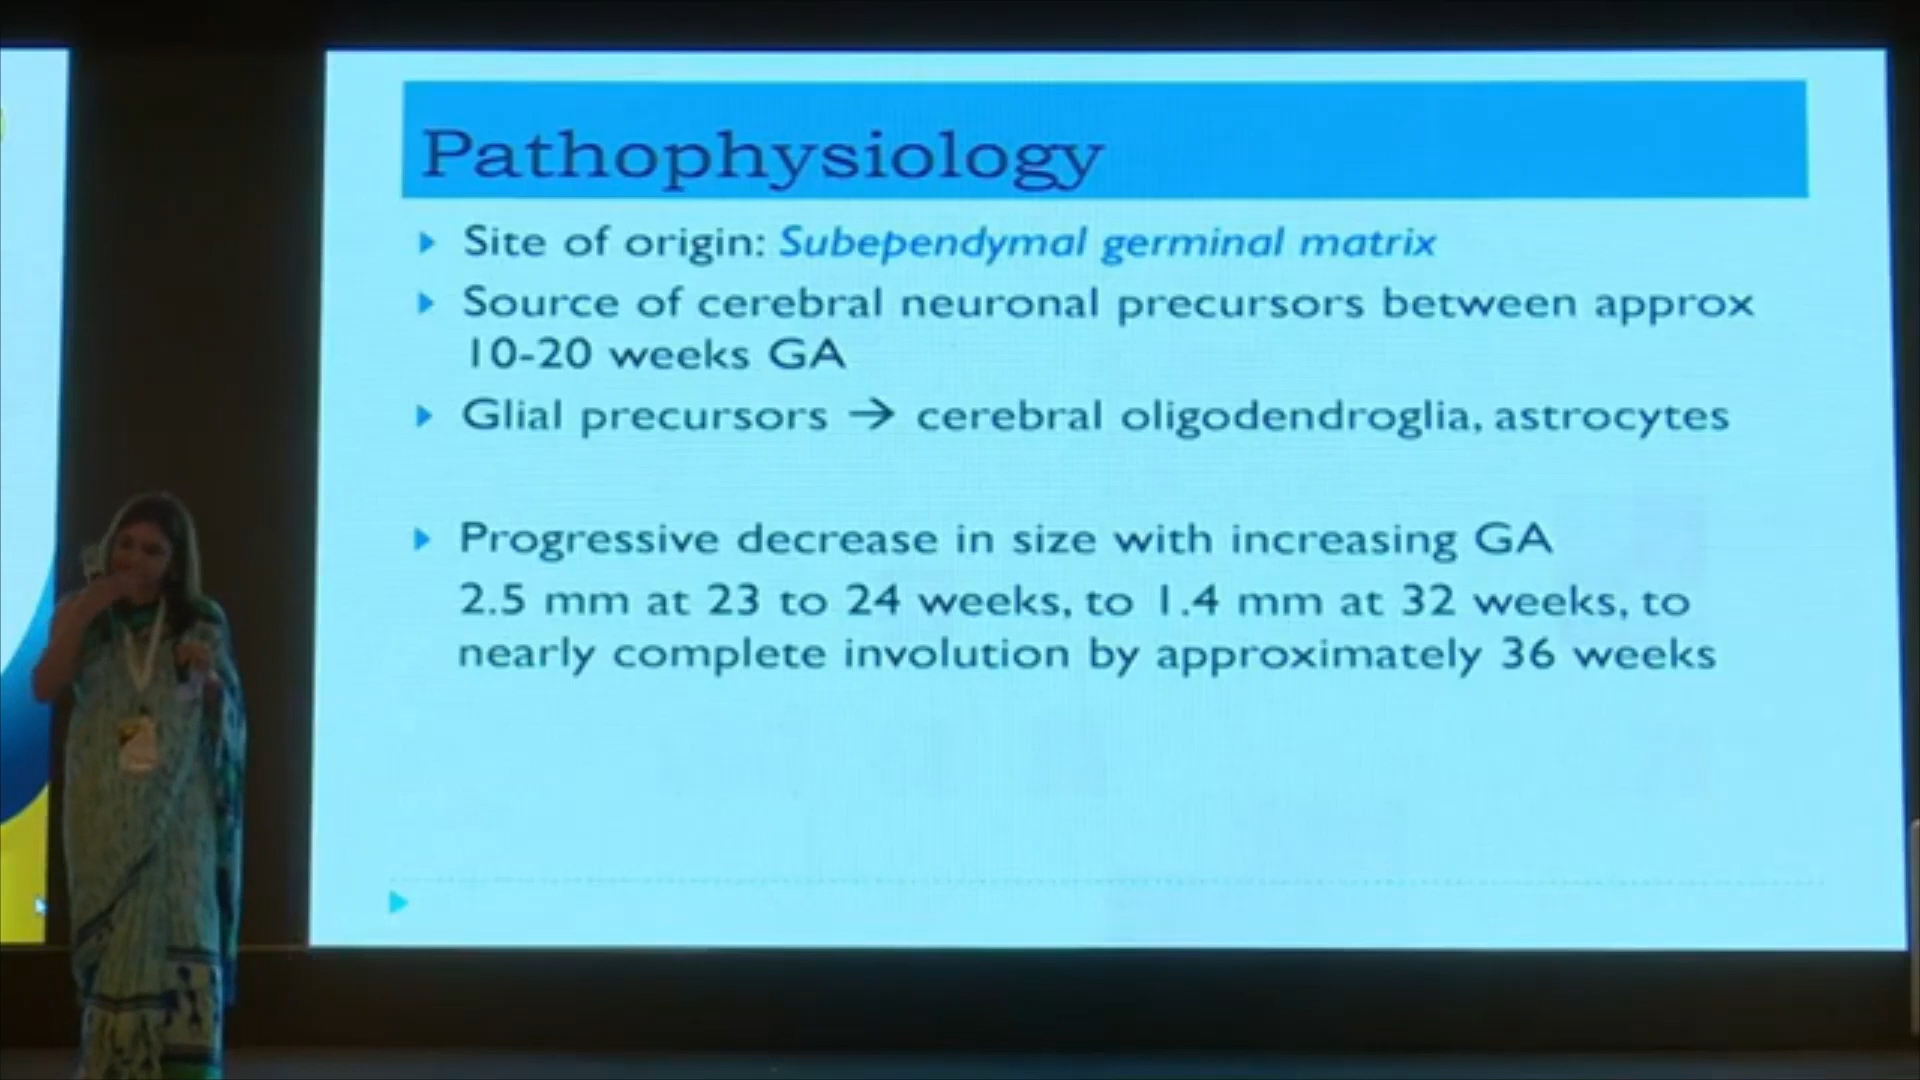 Pathophysiology
Site of origin: Subependymal germinal matrix
Source of cerebral neuronal precursors between approx
10-20 weeks GA
Glial precursors → cerebral oligodendroglia, astrocytes
Progressive decrease in size with increasing GA
2.5 mm at 23 to 24 weeks, to 1.4 mm at 32 weeks, to
nearly complete involution by approximately 36 weeks